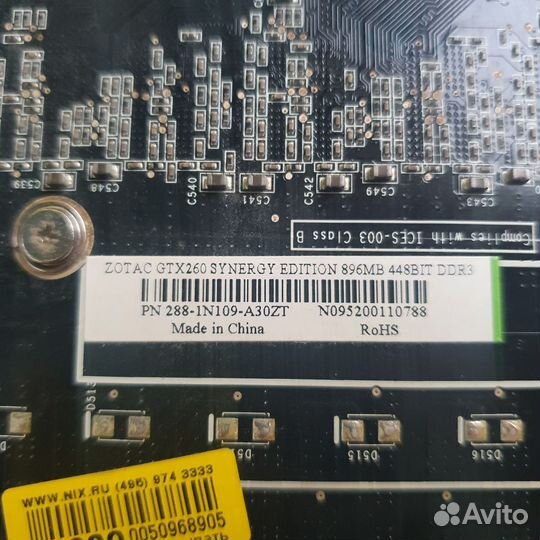 C539
C548
C540
C541
C542
C549
C543
Complies with ICES-003 Class B
ZOTAC GTX260 SYNERGY EDITION 896MB 448BIT DDR3
PN 288-1N109-A30ZT N095200110788
Made in China RoHS
D513
D515
D516
WWW.NIX.RU (495) 974 3333
0050968905
Avito